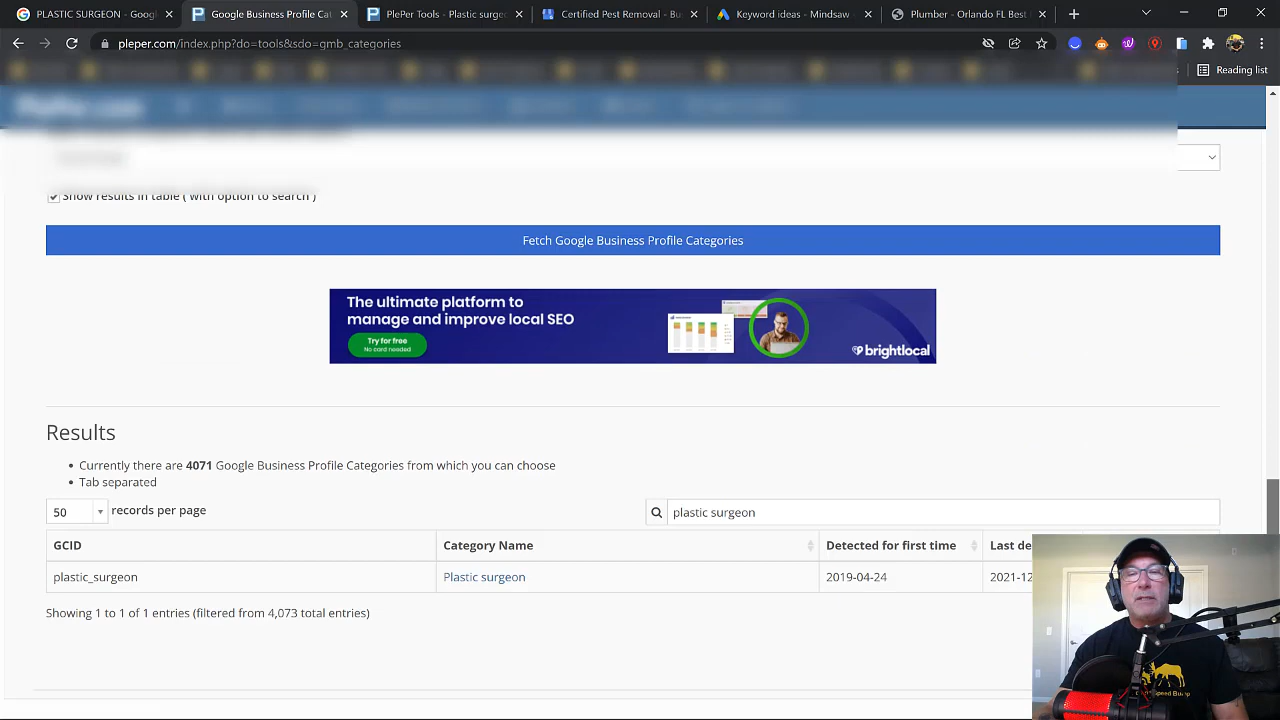 PLASTIC SURGEON - Googl
Google Business Profile Cat
PlePer Tools - Plastic surgeo
Certified Pest Removal - Bu
Keyword ideas - Mindsaw
Plumber - Orlando FL Best
pleper.com/index.php?do=tools&sdo=gmb_categories
Reading list
Show results in table ( with option to search )
Fetch Google Business Profile Categories
The ultimate platform to
manage and improve local SEO
Try for free
No card needed
brightlocal
Results
Currently there are 4071 Google Business Profile Categories from which you can choose
Tab separated
50 records per page
plastic surgeon
GCID Category Name Detected for first time Last de
plastic_surgeon Plastic surgeon 2019-04-24 2021-12
Showing 1 to 1 of 1 entries (filtered from 4,073 total entries)